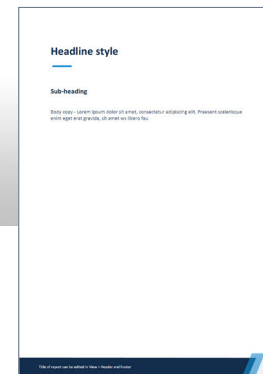 Headline style
Sub-heading
Body copy - Lorem ipsum dolor sit amet, consectetur adipiscing elit. Praesent scelerisque
enim eget erat gravida, sit amet ws libero fau
Title of report can be edited in View > Header and Footer